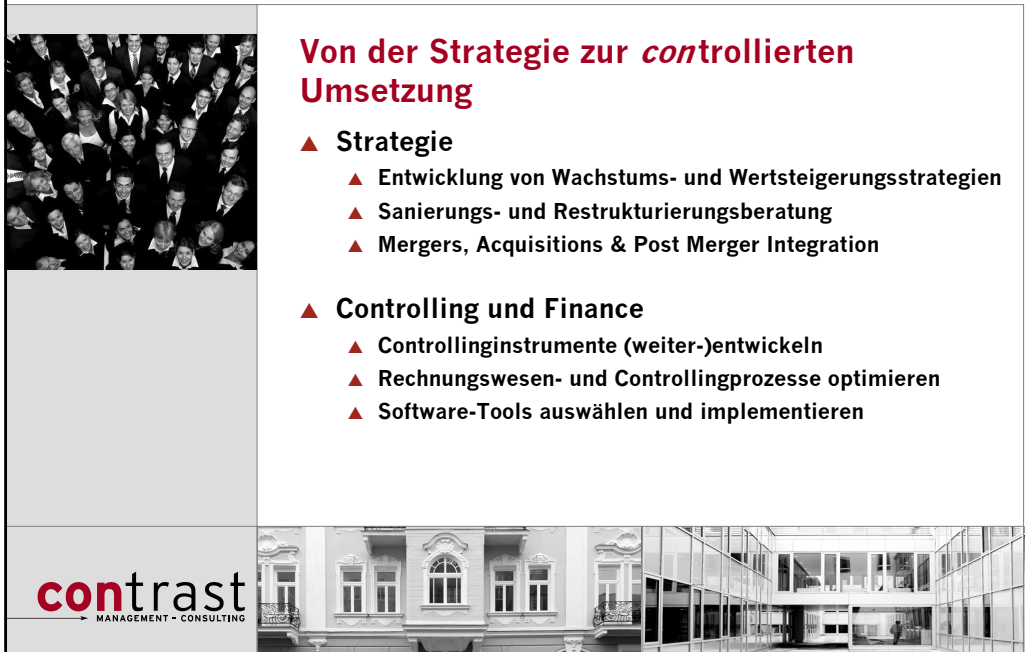 Von der Strategie zur controllierten
Umsetzung
▲ Strategie
▲ Entwicklung von Wachstums- und Wertsteigerungsstrategien
▲ Sanierungs- und Restrukturierungsberatung
▲ Mergers, Acquisitions & Post Merger Integration
▲ Controlling und Finance
▲ Controllinginstrumente (weiter-)entwickeln
▲ Rechnungswesen- und Controllingprozesse optimieren
▲ Software-Tools auswählen und implementieren
contrast
MANAGEMENT - CONSULTING